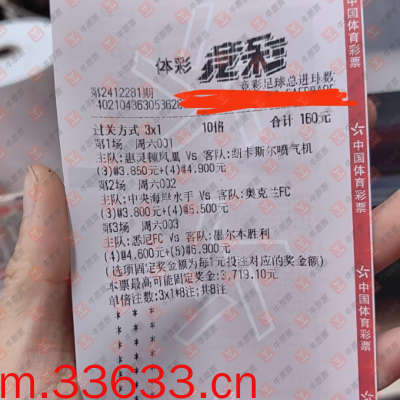 体彩 竞彩
竞彩足球总进球数
第2412281期
过关方式 3x1 10倍 合计 160元
第1场 周六001
主队:惠灵顿凤凰 Vs 客队:纽卡斯尔喷气机
(3)@3.850元+(4)@4.900元
第2场 周六002
主队:中央海岸水手 Vs 客队:奥克兰FC
(3)@3.800元+(4)@5.500元
第3场 周六003
主队:悉尼FC Vs 客队:墨尔本胜利
(4)@4.600元+(5)@6.900元
(选项固定奖金额为每1元投注对应的奖金额)
本票最高可能固定奖金:3,719.10元
单倍注数:3x1*8注;共8注
中国体育彩票
中国体育彩票
中国体育彩票
m.33633.cn